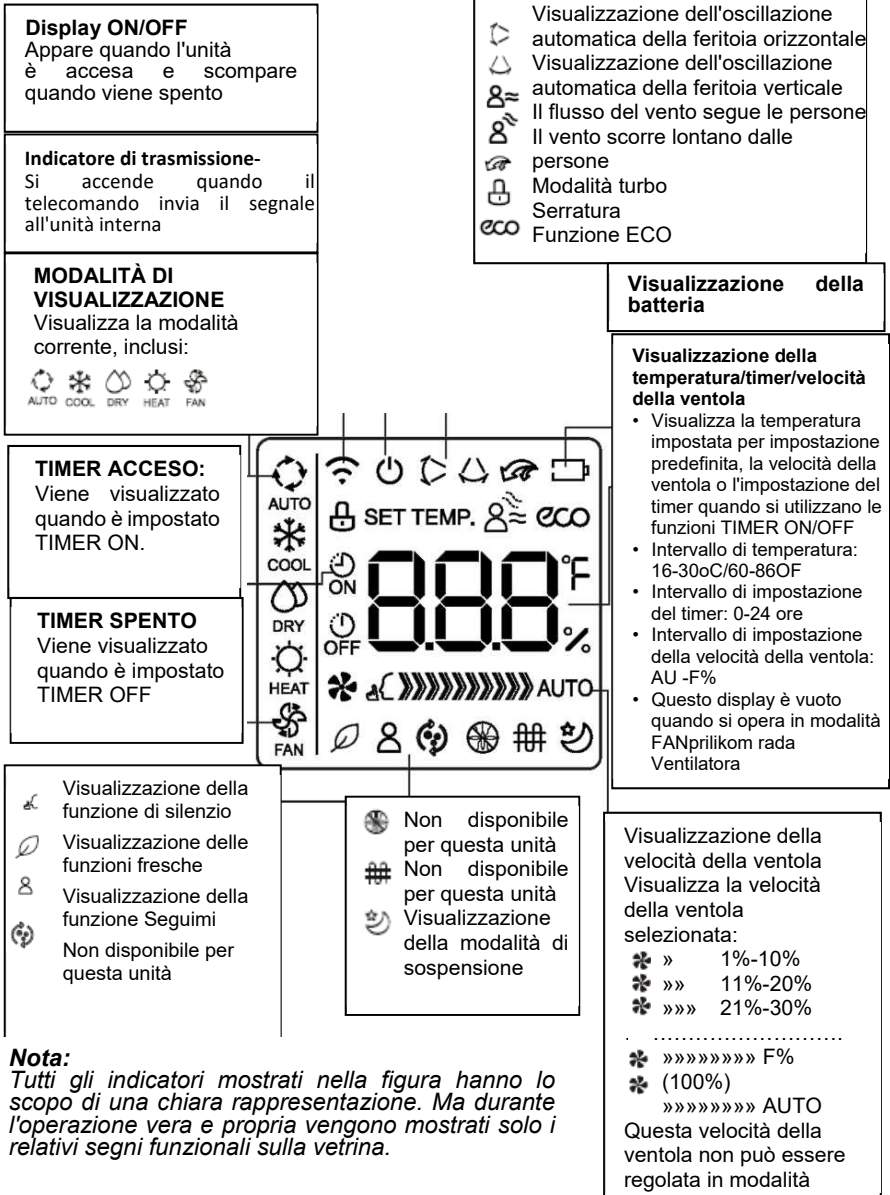 Display ON/OFF
Appare quando l'unità
è accesa e scompare
quando viene spento
Indicatore di trasmissione-
Si accende quando il
telecomando invia il segnale
all'unità interna
MODALITÀ DI
VISUALIZZAZIONE
Visualizza la modalità
corrente, inclusi:
AUTO COOL DRY HEAT FAN
TIMER ACCESO:
Viene visualizzato
quando è impostato
TIMER ON.
TIMER SPENTO
Viene visualizzato
quando è impostato
TIMER OFF
Visualizzazione dell'oscillazione
automatica della feritoia orizzontale
Visualizzazione dell'oscillazione
automatica della feritoia verticale
Il flusso del vento segue le persone
Il vento scorre lontano dalle
persone
Modalità turbo
Serratura
eco Funzione ECO
Visualizzazione della
batteria
Visualizzazione della
temperatura/timer/velocità
della ventola
• Visualizza la temperatura
impostata per impostazione
predefinita, la velocità della
ventola o l'impostazione del
timer quando si utilizzano le
funzioni TIMER ON/OFF
• Intervallo di temperatura:
16-30oC/60-86OF
• Intervallo di impostazione
del timer: 0-24 ore
• Intervallo di impostazione
della velocità della ventola:
AU -F%
• Questo display è vuoto
quando si opera in modalità
FANprilikom rada
Ventilatora
AUTO
COOL
DRY
HEAT
FAN
SET TEMP. eco
ON
OFF
8.8.8 °F
%
AUTO
Visualizzazione della
funzione di silenzio
Visualizzazione delle
funzioni fresche
Visualizzazione della
funzione Seguimi
Non disponibile per
questa unità
Non disponibile
per questa unità
Non disponibile
per questa unità
Visualizzazione
della modalità di
sospensione
Visualizzazione della
velocità della ventola
Visualizza la velocità
della ventola
selezionata:
» 1%-10%
»» 11%-20%
»»» 21%-30%
. ...........................
»»»»»»»» F%
(100%)
»»»»»»»» AUTO
Questa velocità della
ventola non può essere
regolata in modalità
Nota:
Tutti gli indicatori mostrati nella figura hanno lo
scopo di una chiara rappresentazione. Ma durante
l'operazione vera e propria vengono mostrati solo i
relativi segni funzionali sulla vetrina.